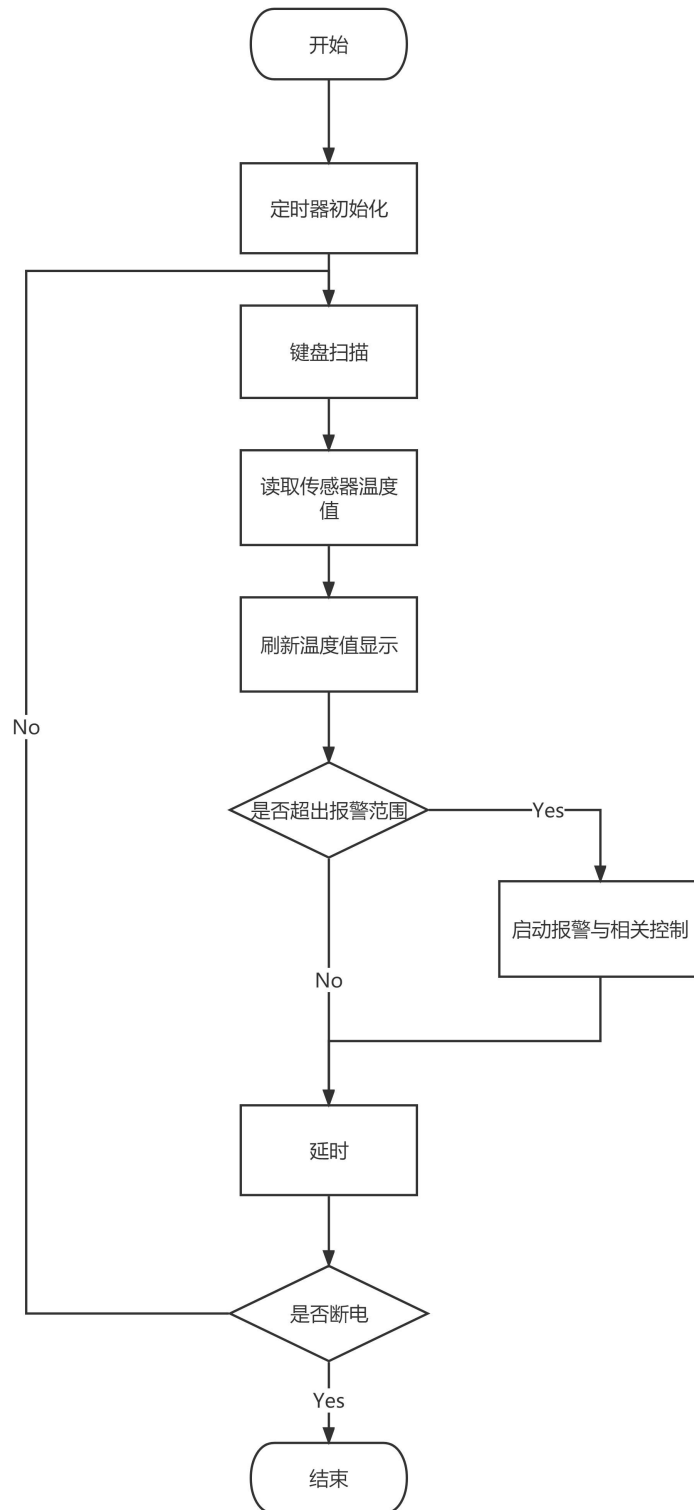 开始
定时器初始化
键盘扫描
读取传感器温度
值
刷新温度值显示
No
是否超出报警范围
Yes
启动报警与相关控制
No
延时
是否断电
Yes
结束